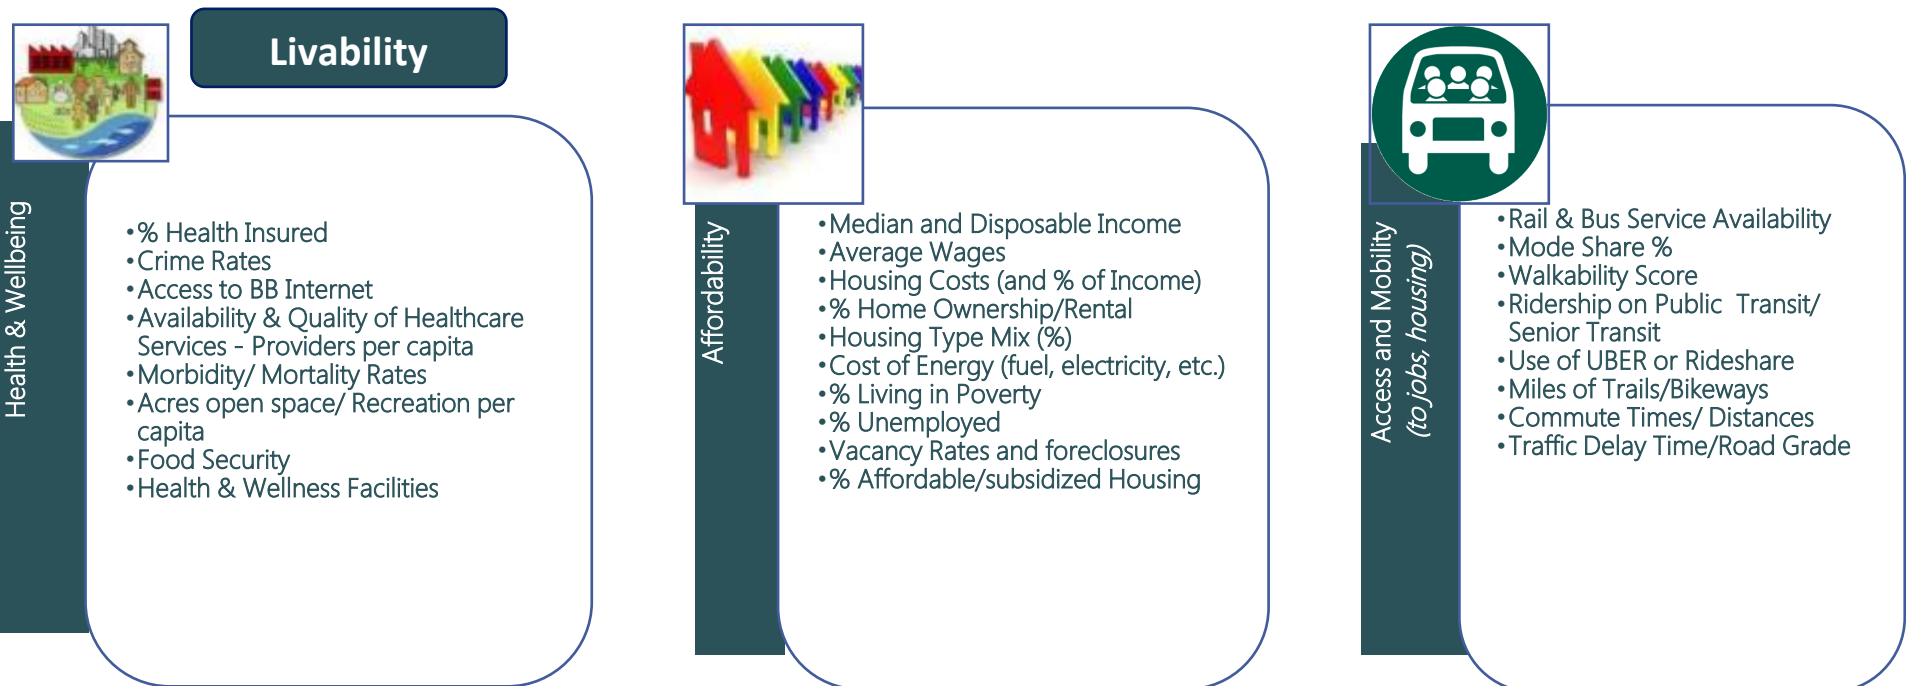 Livability
Health & Wellbeing
•% Health Insured
•Crime Rates
•Access to BB Internet
•Availability & Quality of Healthcare
Services - Providers per capita
•Morbidity/ Mortality Rates
•Acres open space/ Recreation per
capita
•Food Security
•Health & Wellness Facilities
Affordability
•Median and Disposable Income
•Average Wages
•Housing Costs (and % of Income)
•% Home Ownership/Rental
•Housing Type Mix (%)
•Cost of Energy (fuel, electricity, etc.)
•% Living in Poverty
•% Unemployed
•Vacancy Rates and foreclosures
•% Affordable/subsidized Housing
Access and Mobility
(to jobs, housing)
•Rail & Bus Service Availability
•Mode Share %
•Walkability Score
•Ridership on Public Transit/
Senior Transit
•Use of UBER or Rideshare
•Miles of Trails/Bikeways
•Commute Times/ Distances
•Traffic Delay Time/Road Grade